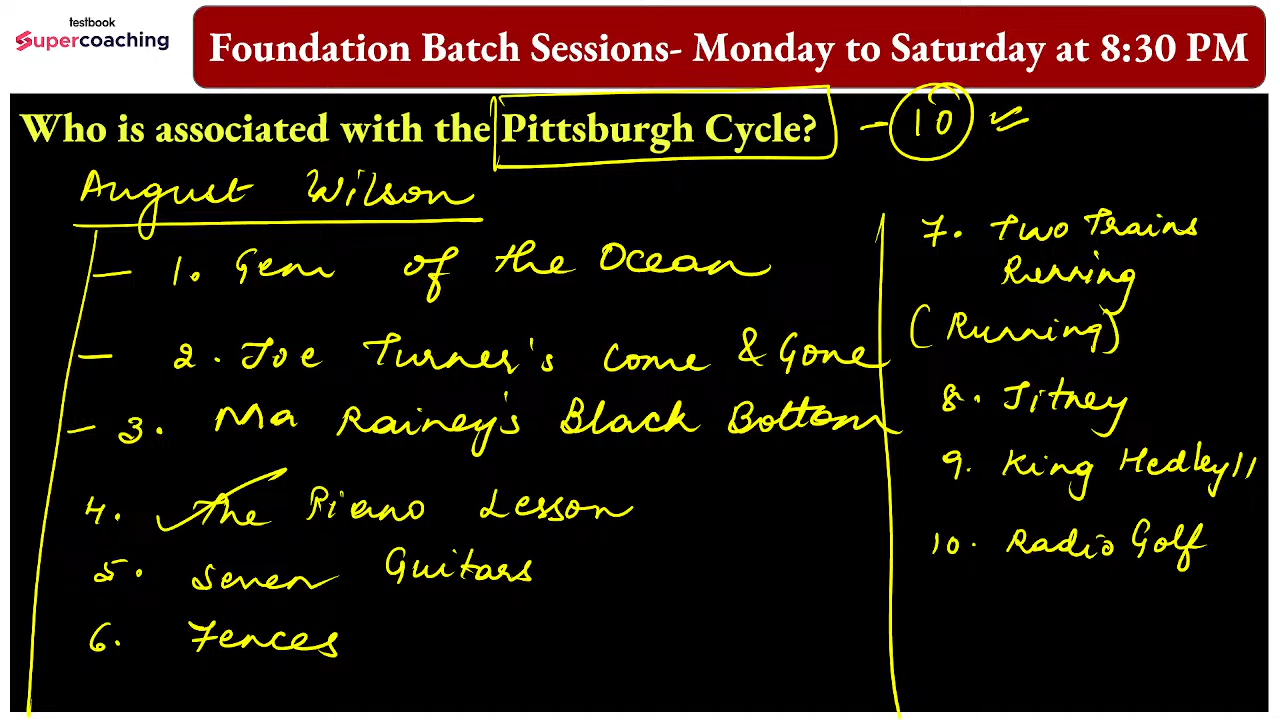 testbook
Supercoaching
Foundation Batch Sessions- Monday to Saturday at 8:30 PM
Who is associated with the Pittsburgh Cycle? - 10
August Wilson
- 1. Gem of the Ocean
- 2. Joe Turner's Come & Gone
- 3. Ma Rainey's Black Bottom
4. The Piano Lesson
5. Seven Guitars
6. Fences
7. Two Trains
Running
(Running)
8. Jitney
9. King Hedley II
10. Radio Golf